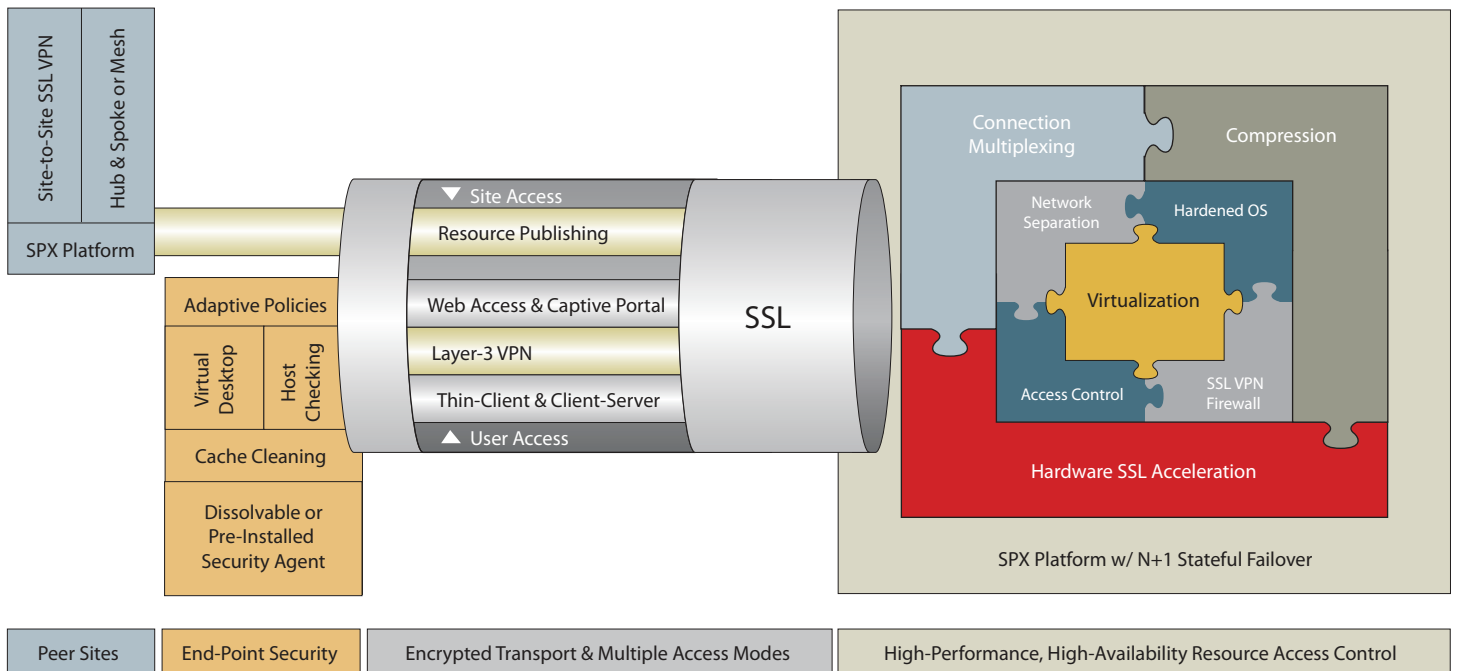 Site-to-Site SSL VPN
Hub & Spoke or Mesh
SPX Platform
Adaptive Policies
Virtual
Desktop
Host
Checking
Cache Cleaning
Dissolvable or
Pre-Installed
Security Agent
Site Access
Resource Publishing
Web Access & Captive Portal
Layer-3 VPN
Thin-Client & Client-Server
User Access
SSL
Connection
Multiplexing
Compression
Network
Separation
Hardened OS
Virtualization
Access Control
SSL VPN
Firewall
Hardware SSL Acceleration
SPX Platform w/ N+1 Stateful Failover
Peer Sites
End-Point Security
Encrypted Transport & Multiple Access Modes
High-Performance, High-Availability Resource Access Control